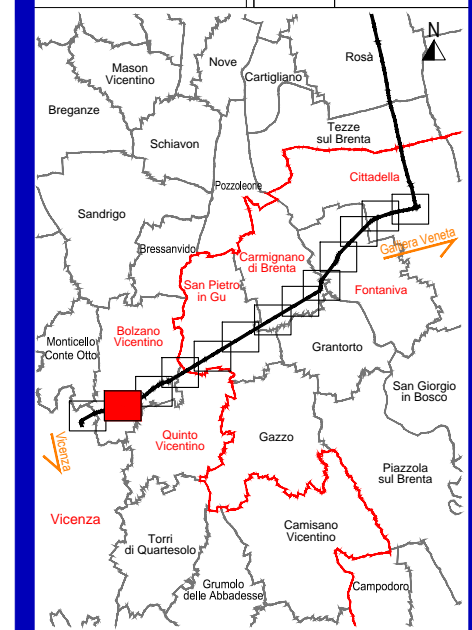 N
Nove
Rosà
Mason
Vicentino
Cartigliano
Breganze
Tezze
sul Brenta
Schiavon
Cittadella
Pozzoleone
Sandrigo
Bressanvido
Galliera Veneta
Carmignano
di Brenta
San Pietro
in Gu
Fontaniva
Bolzano
Vicentino
Monticello
Conte Otto
Grantorto
San Giorgio
in Bosco
Vicenza
Quinto
Vicentino
Gazzo
Piazzola
sul Brenta
Vicenza
Camisano
Vicentino
Torri
di Quartesolo
Grumolo
delle Abbadesse
Campodoro